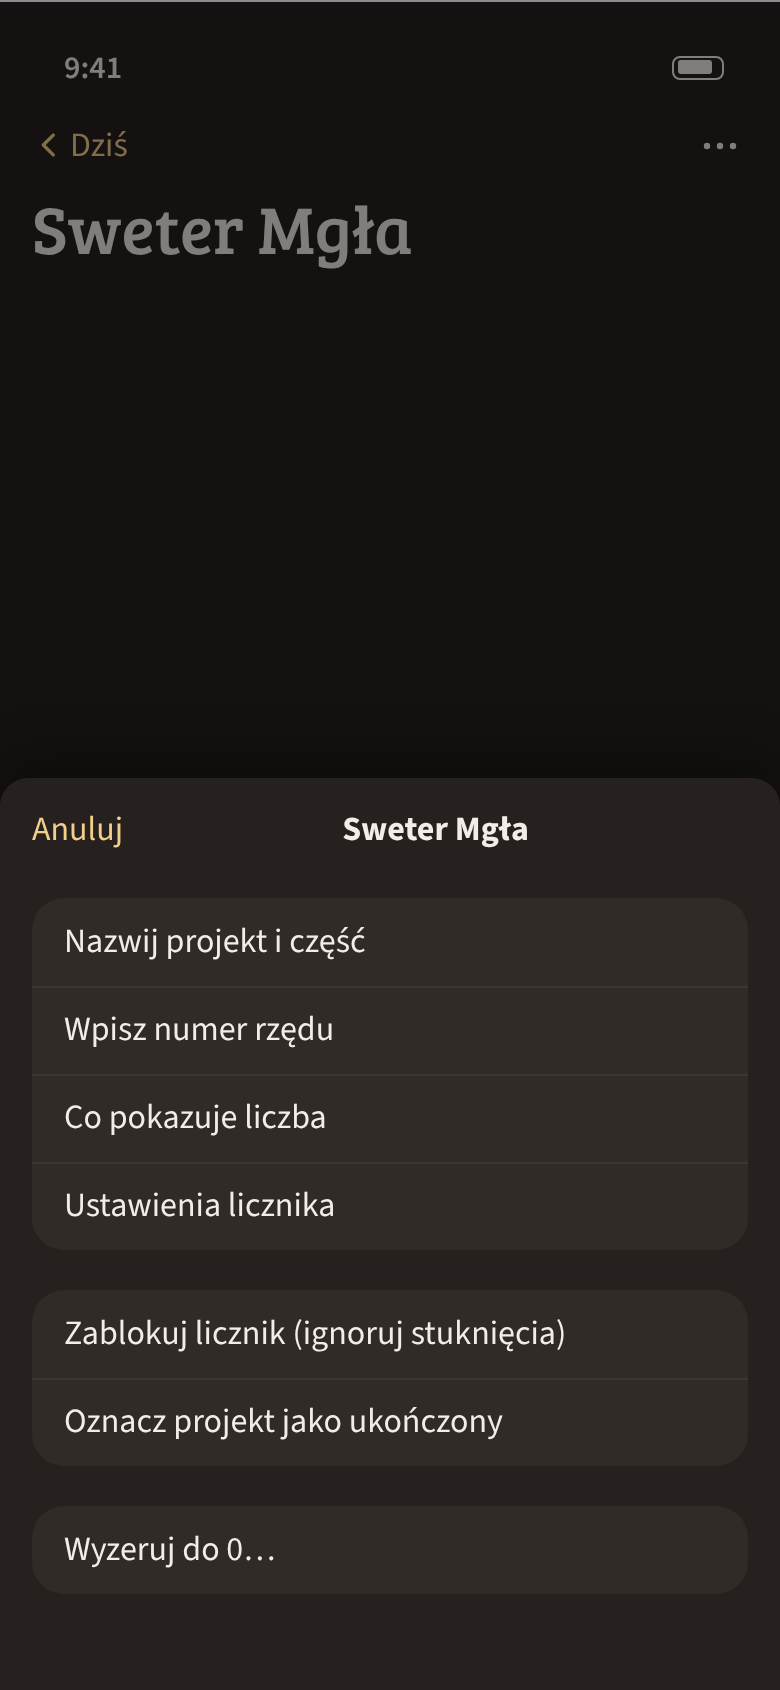 9:41
Dziś
Sweter Mgła
Anuluj
Sweter Mgła
Nazwij projekt i część
Wpisz numer rzędu
Co pokazuje liczba
Ustawienia licznika
Zablokuj licznik (ignoruj stuknięcia)
Oznacz projekt jako ukończony
Wyzeruj do 0…